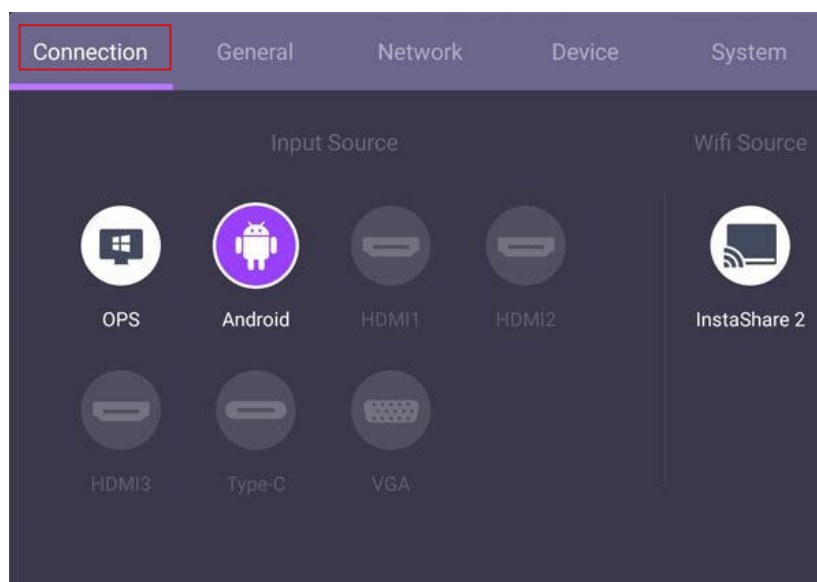 Connection General Network Device System
Input Source Wifi Source
OPS Android HDMI1 HDMI2 InstaShare 2
HDMI3 Type-C VGA